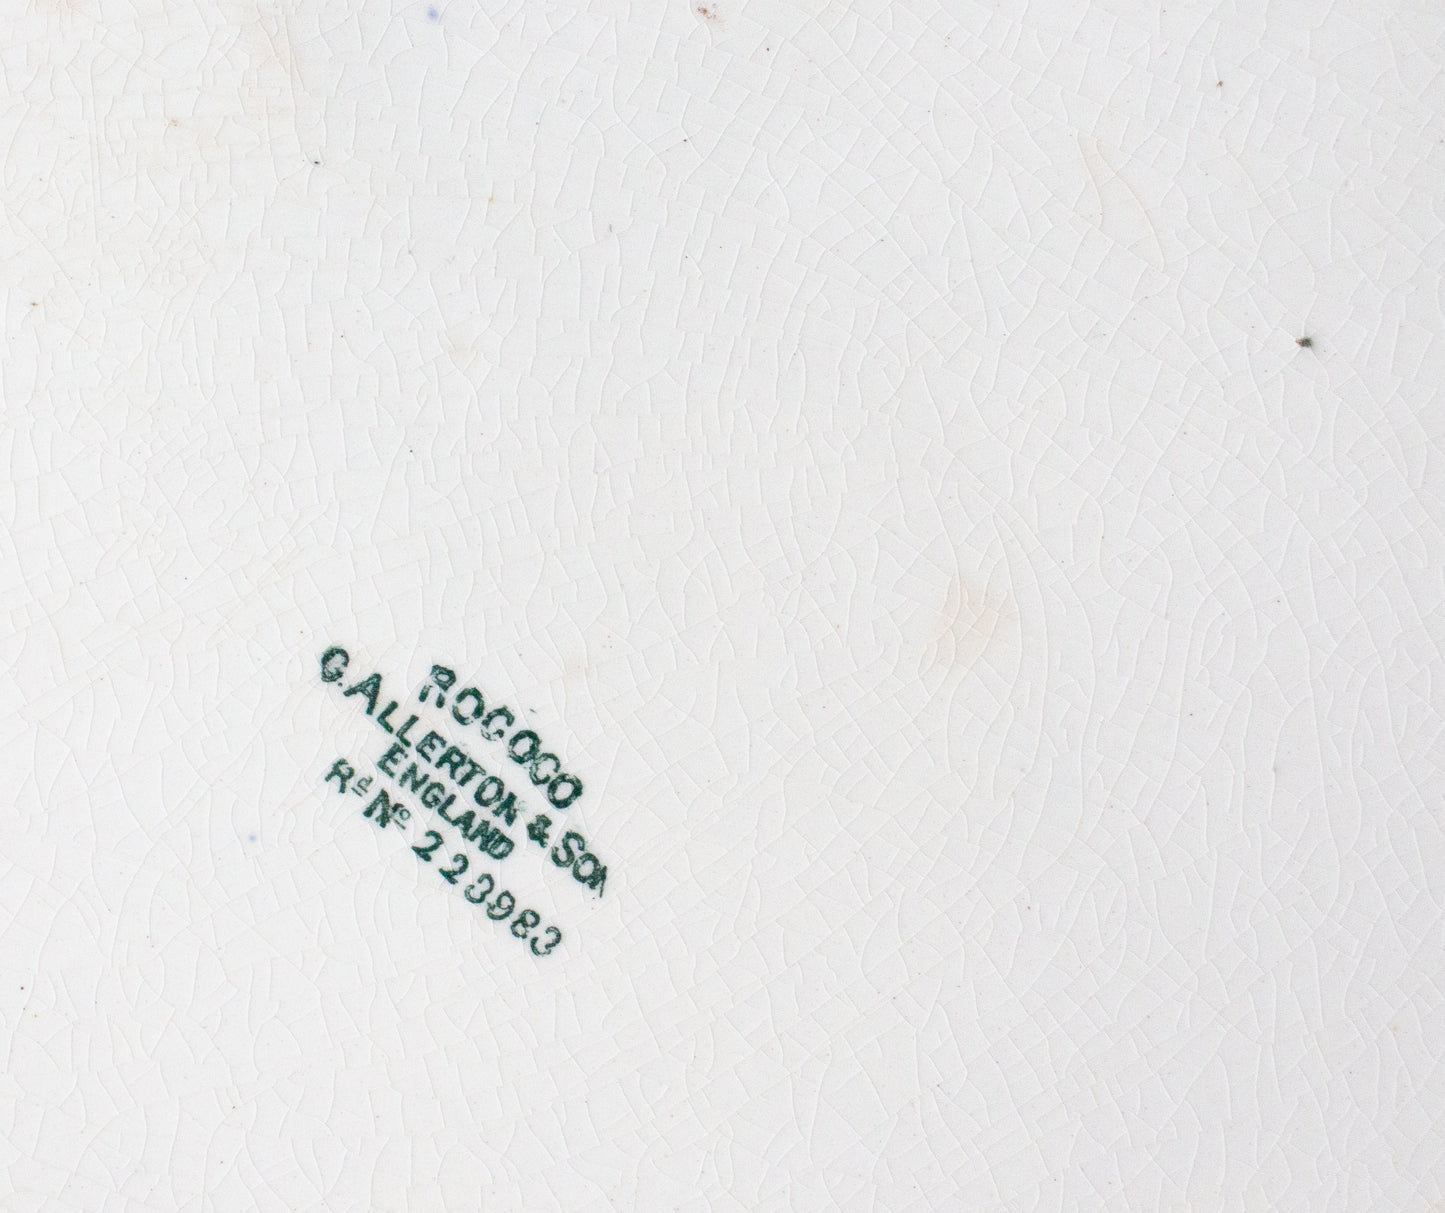 ROCOCO
C. ALLERTON & SON
ENGLAND
Rd No 223983